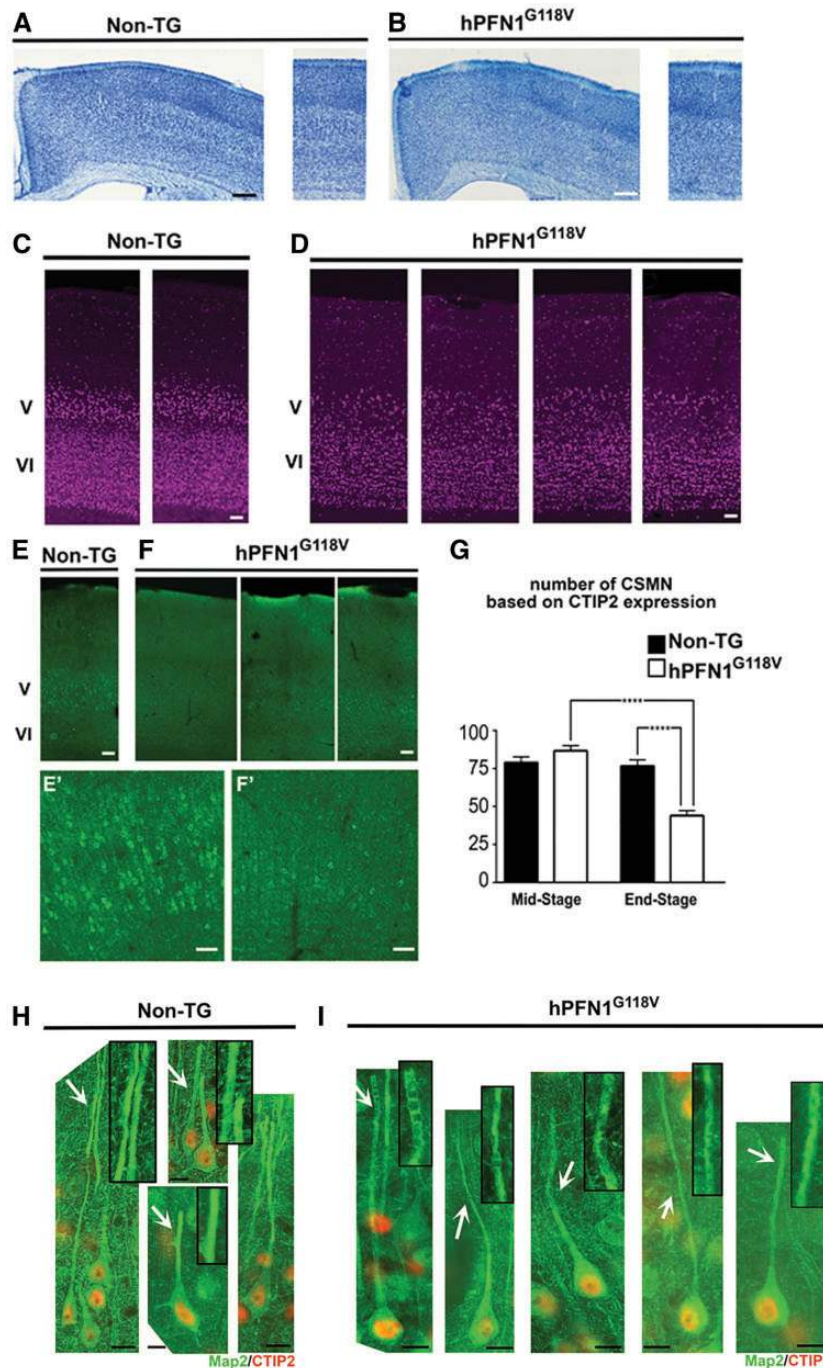 A
Non-TG
B
hPFN1G118V
C
Non-TG
D
hPFN1G118V
V
VI
V
VI
E
Non-TG
F
hPFN1G118V
V
VI
E'
F'
G
number of CSMN
based on CTIP2 expression
Non-TG
hPFN1G118V
****
****
100
75
50
25
0
Mid-Stage
End-Stage
H
Non-TG
I
hPFN1G118V
Map2/CTIP2
Map2/CTIP